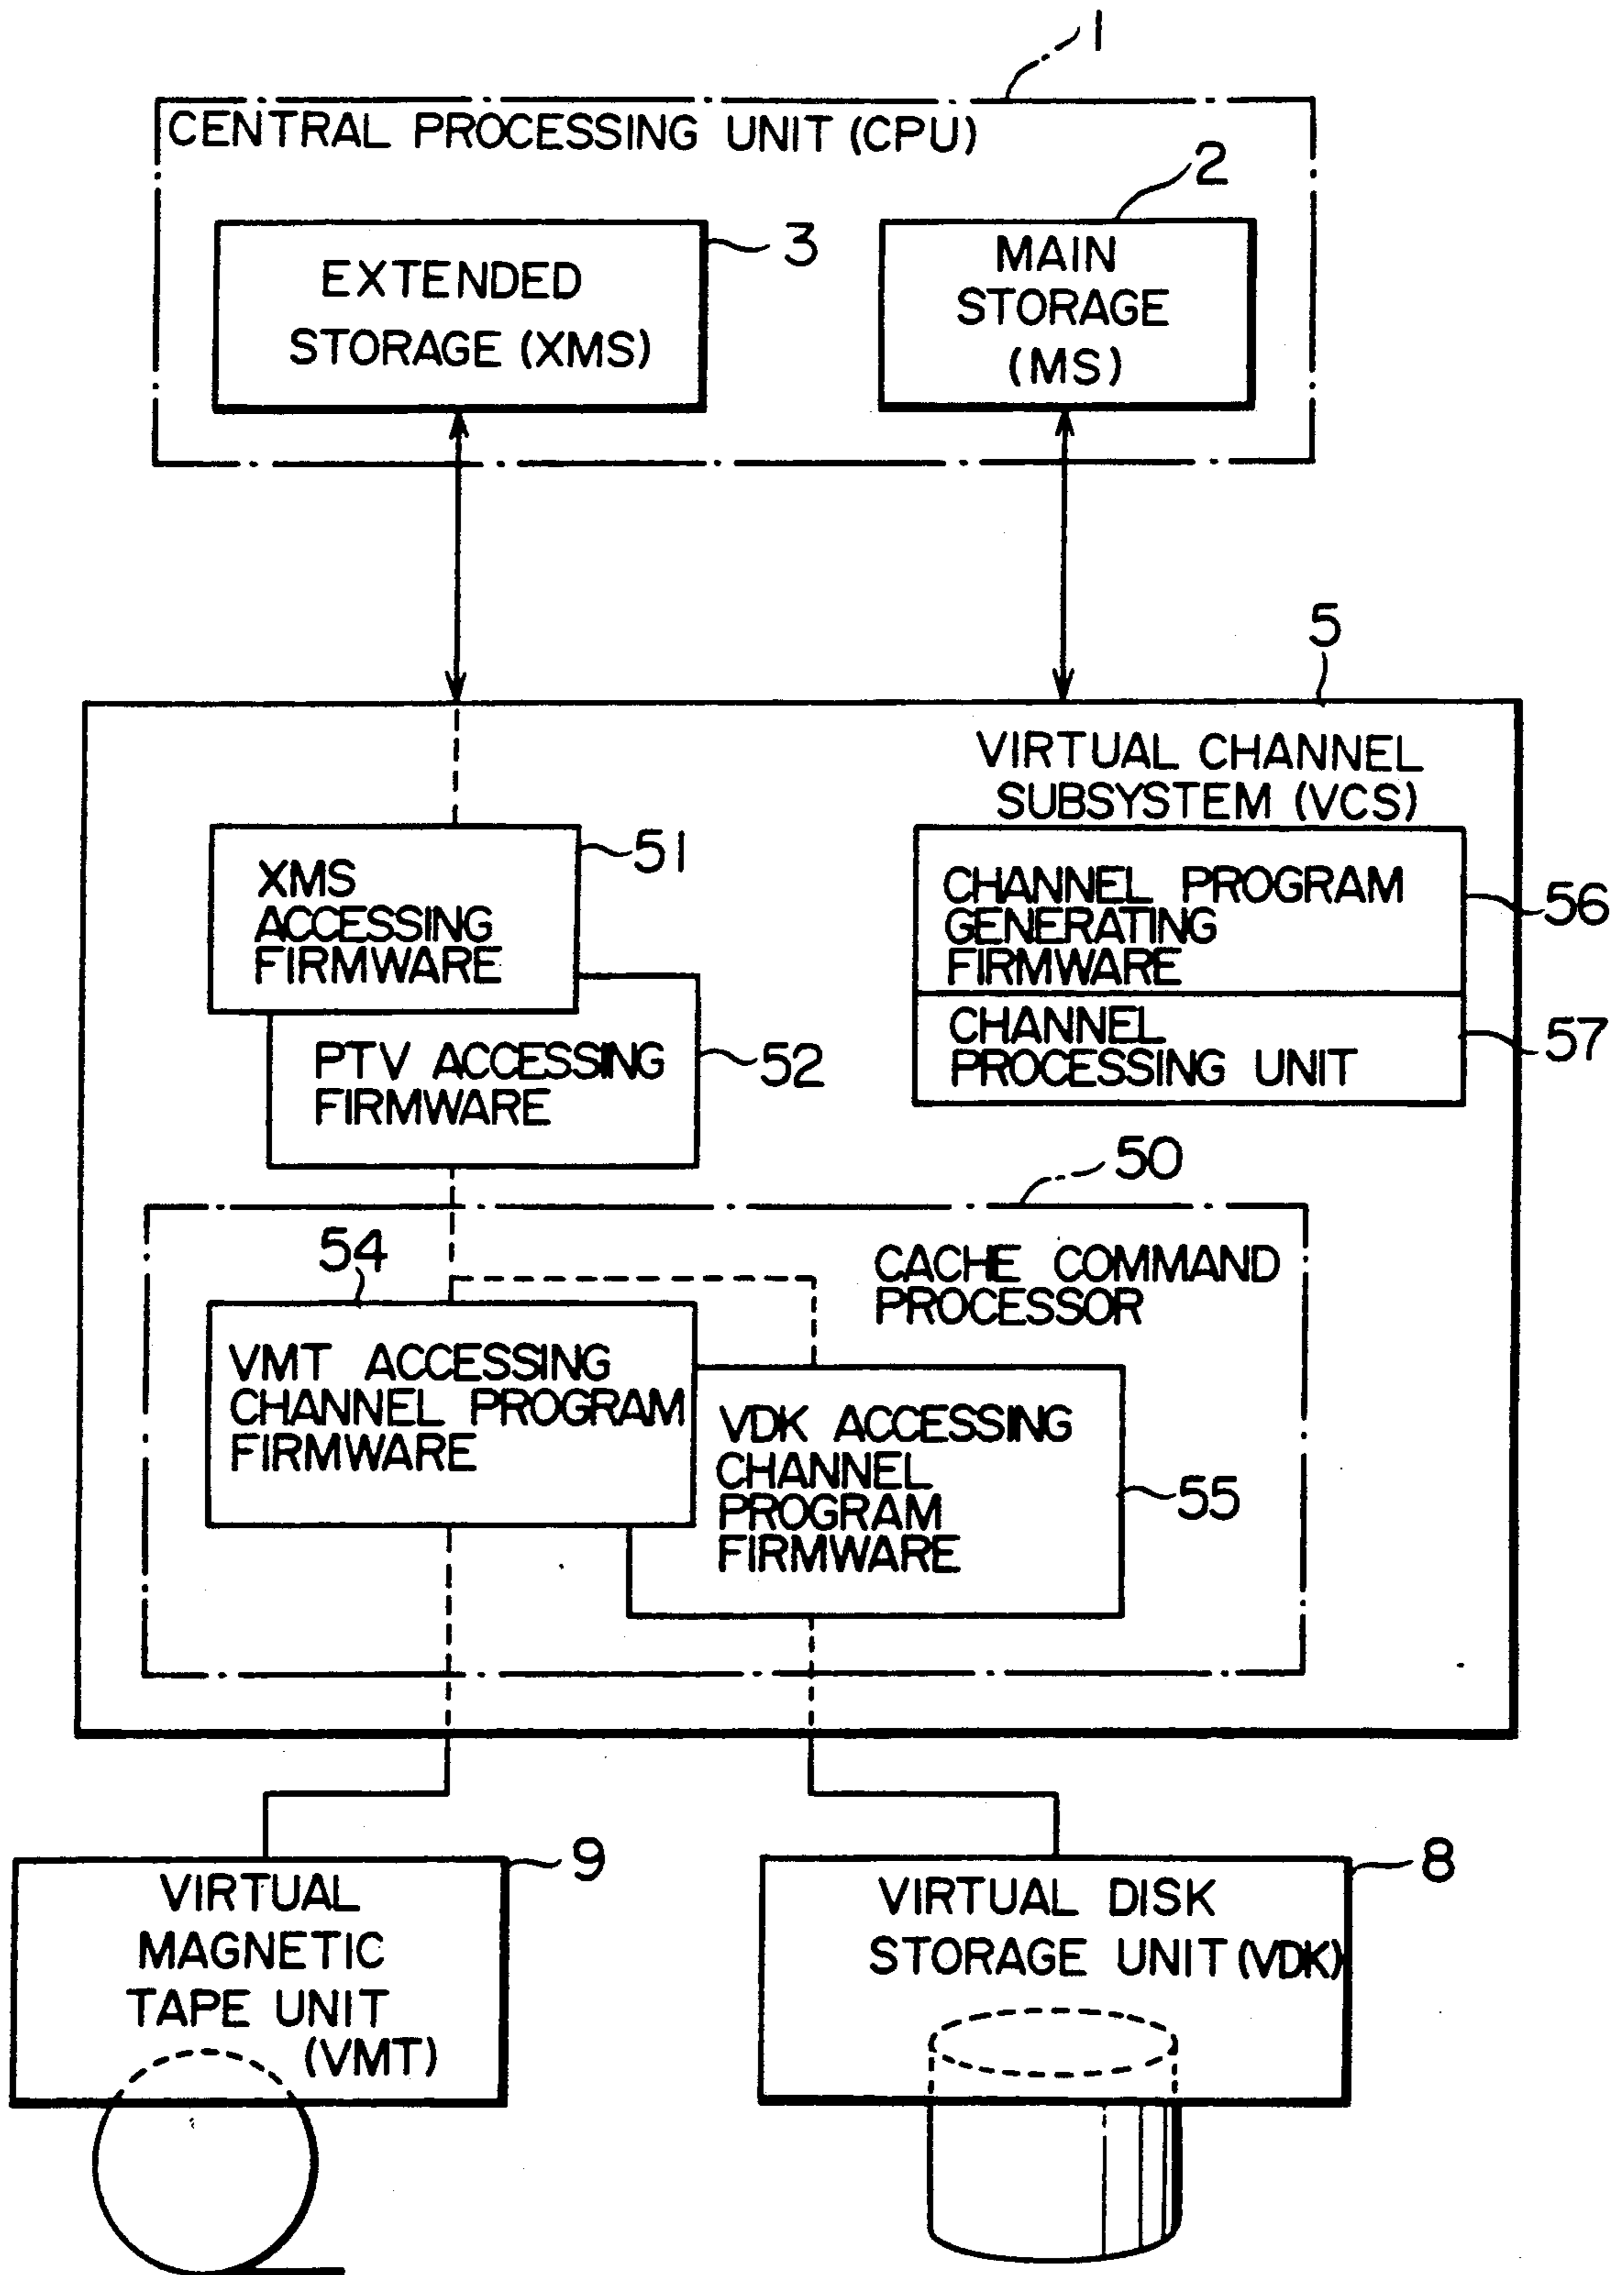 1
CENTRAL PROCESSING UNIT (CPU)
2
3
EXTENDED
STORAGE (XMS)
MAIN
STORAGE
(MS)
5
VIRTUAL CHANNEL
SUBSYSTEM (VCS)
51
XMS
ACCESSING
FIRMWARE
52
PTV ACCESSING
FIRMWARE
56
CHANNEL PROGRAM
GENERATING
FIRMWARE
57
CHANNEL
PROCESSING UNIT
50
CACHE COMMAND
PROCESSOR
54
VMT ACCESSING
CHANNEL PROGRAM
FIRMWARE
VDK ACCESSING
CHANNEL
PROGRAM
FIRMWARE
55
9
VIRTUAL
MAGNETIC
TAPE UNIT
(VMT)
8
VIRTUAL DISK
STORAGE UNIT (VDK)